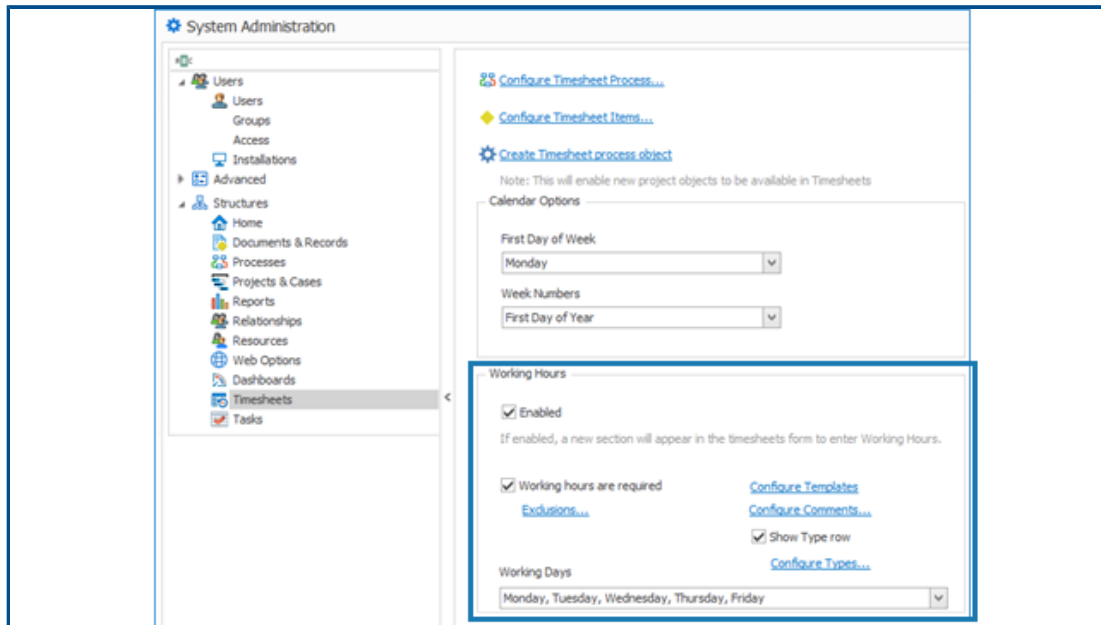 System Administration
Users
Users
Groups
Access
Installations
Advanced
Structures
Home
Documents & Records
Processes
Projects & Cases
Reports
Relationships
Resources
Web Options
Dashboards
Timesheets
Tasks
Configure Timesheet Process...
Configure Timesheet Items...
Create Timesheet process object
Note: This will enable new project objects to be available in Timesheets
Calendar Options
First Day of Week
Monday
Week Numbers
First Day of Year
Working Hours
Enabled
If enabled, a new section will appear in the timesheets form to enter Working Hours.
Working hours are required
Configure Templates
Exclusions...
Configure Comments...
Show Type row
Configure Types...
Working Days
Monday, Tuesday, Wednesday, Thursday, Friday